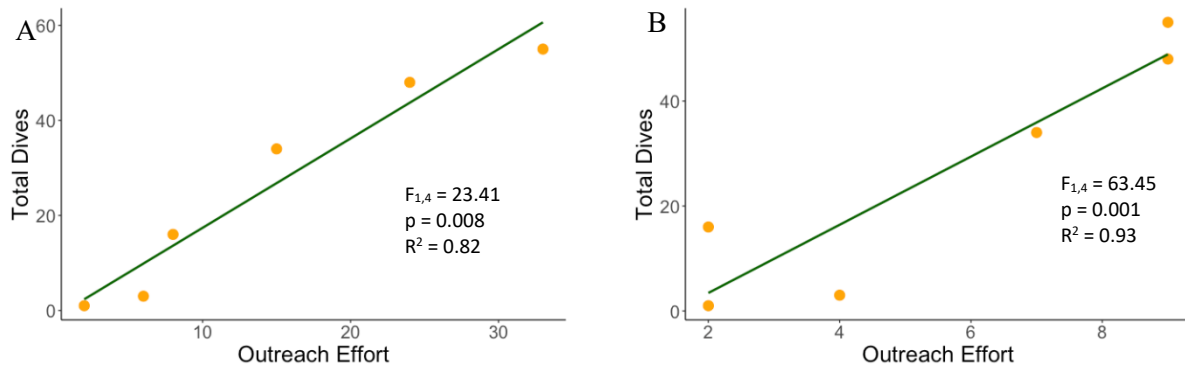 A
60
40
20
0
Total Dives
F1,4 = 23.41
p = 0.008
R² = 0.82
10
20
30
Outreach Effort
B
40
20
0
Total Dives
F1,4 = 63.45
p = 0.001
R² = 0.93
2
4
6
8
Outreach Effort